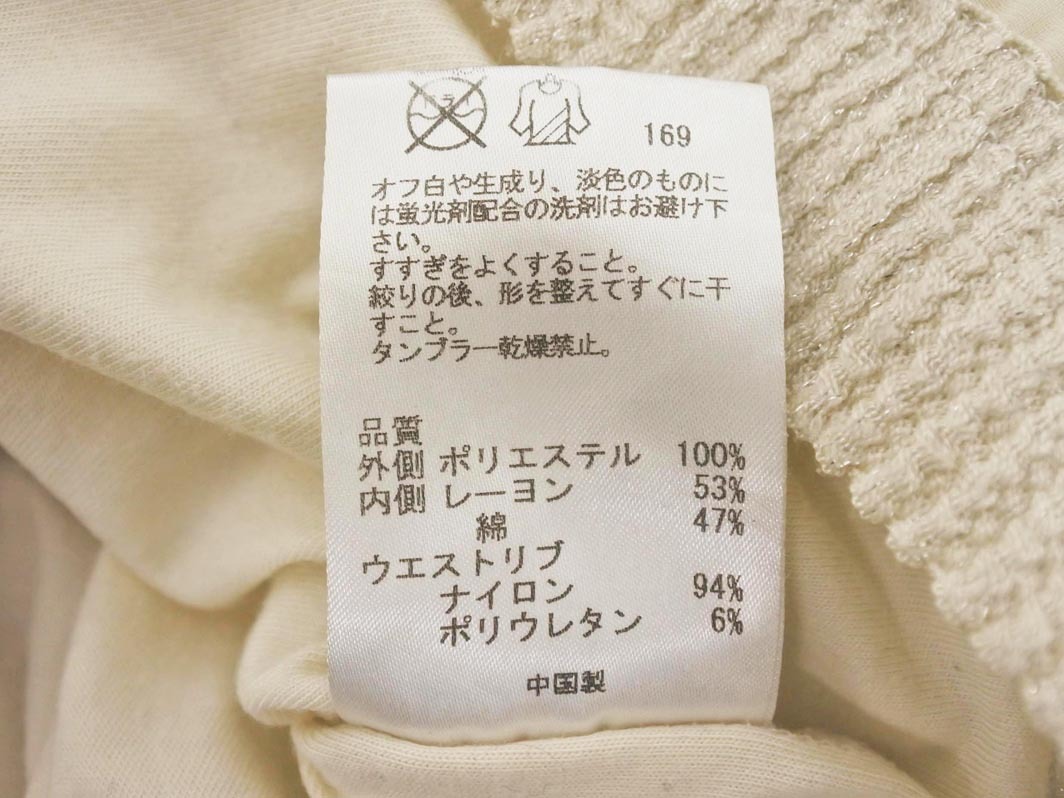 169
オフ白や生成り、淡色のものに
は蛍光剤配合の洗剤はお避け下
さい。
すすぎをよくすること。
絞りの後、形を整えてすぐに干
すこと。
タンブラー乾燥禁止。
品質
外側 ポリエステル 100%
内側 レーヨン 53%
綿 47%
ウエストリブ
ナイロン 94%
ポリウレタン 6%
中国製